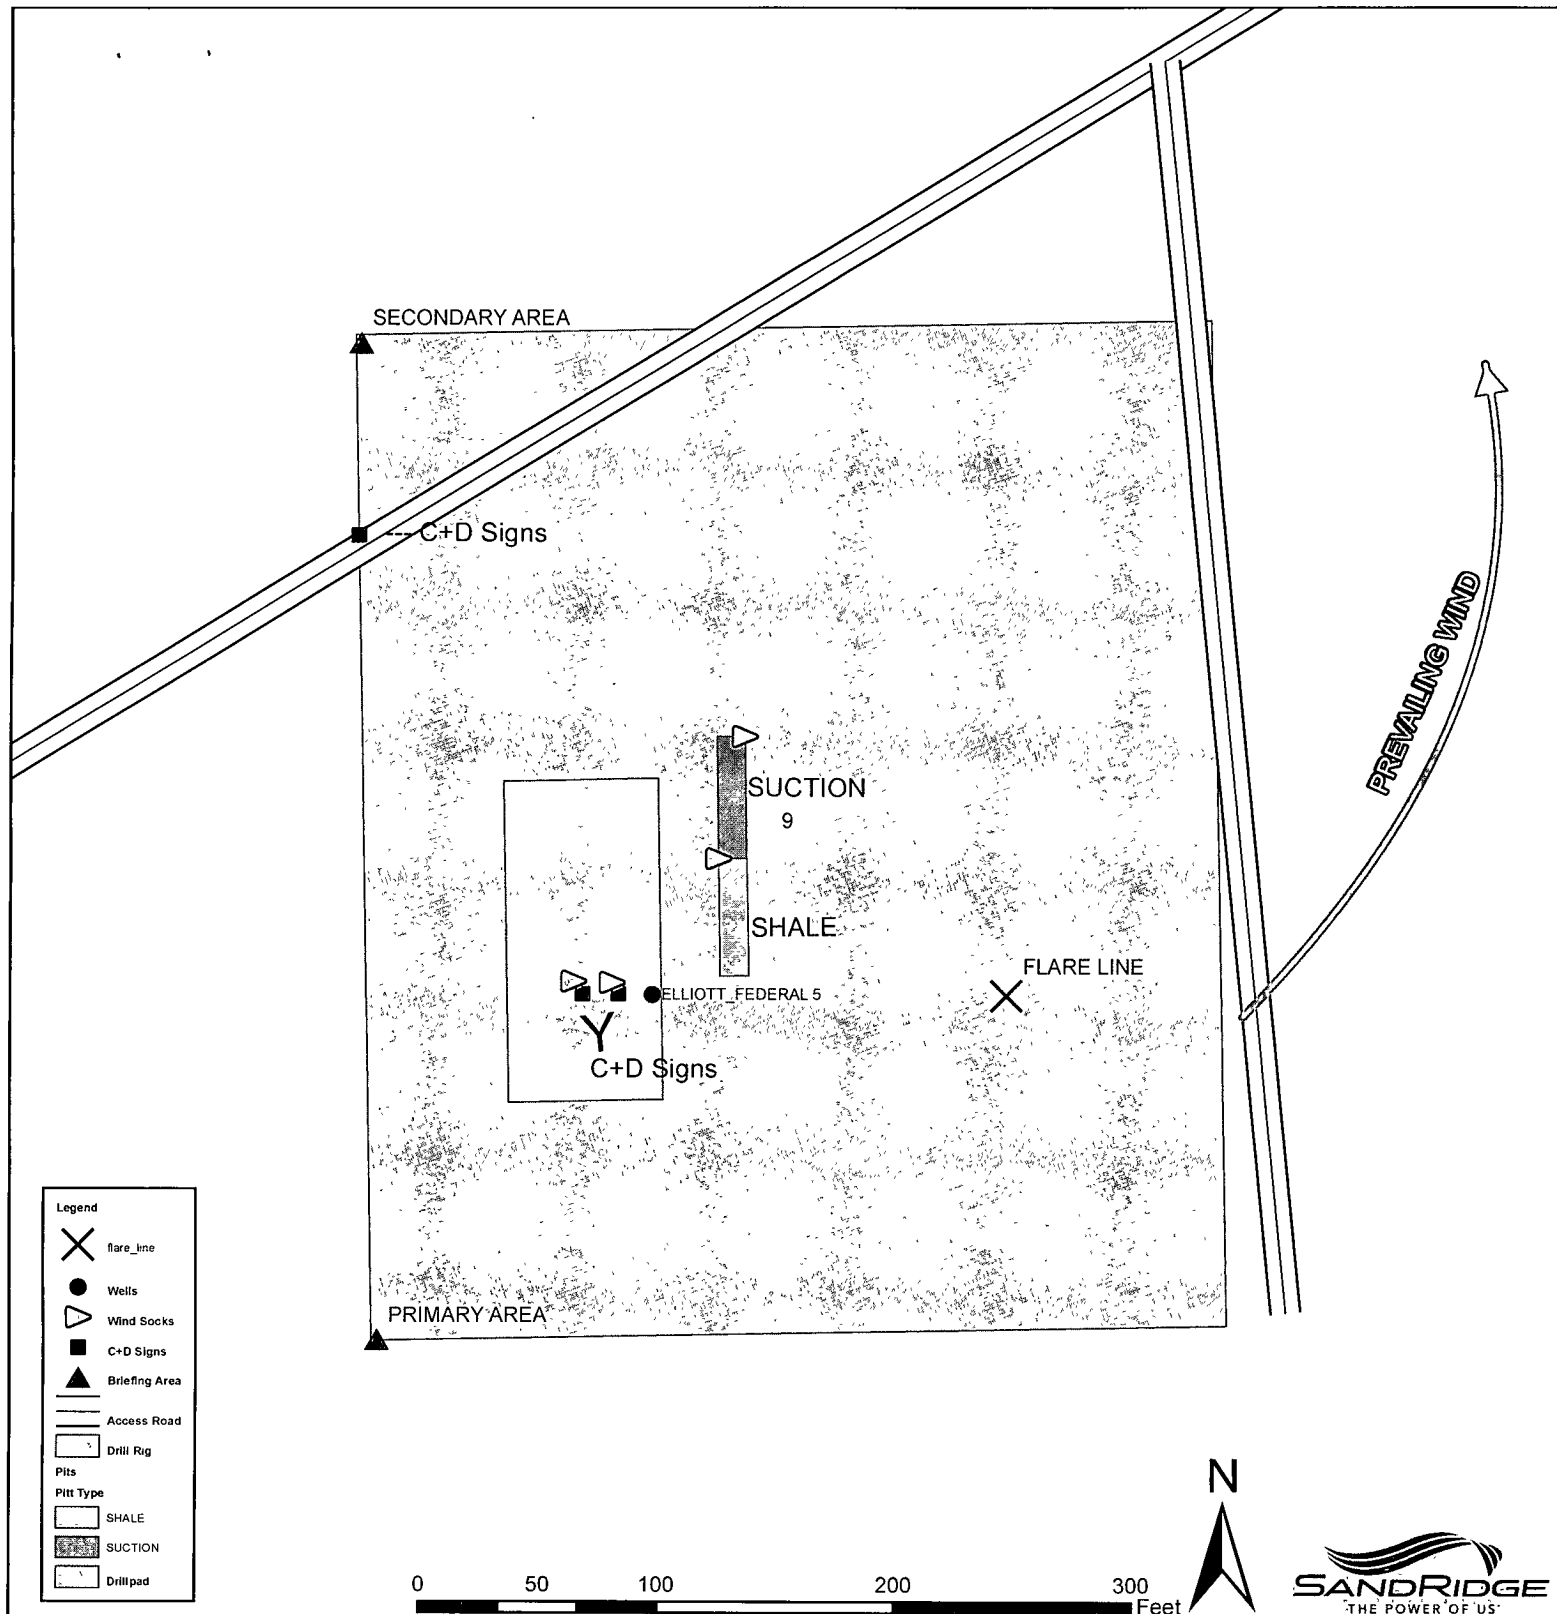 SECONDARY AREA
C+D Signs
PREVAILING WIND
SUCTION
9
SHALE
FLARE LINE
ELLIOTT_FEDERAL 5
C+D Signs
PRIMARY AREA
Legend
flare_line
Wells
Wind Socks
C+D Signs
Briefing Area
Access Road
Drill Rig
Pits
Pitt Type
SHALE
SUCTION
Drillpad
0 50 100 200 300
Feet
N
SANDRIDGE
THE POWER OF US